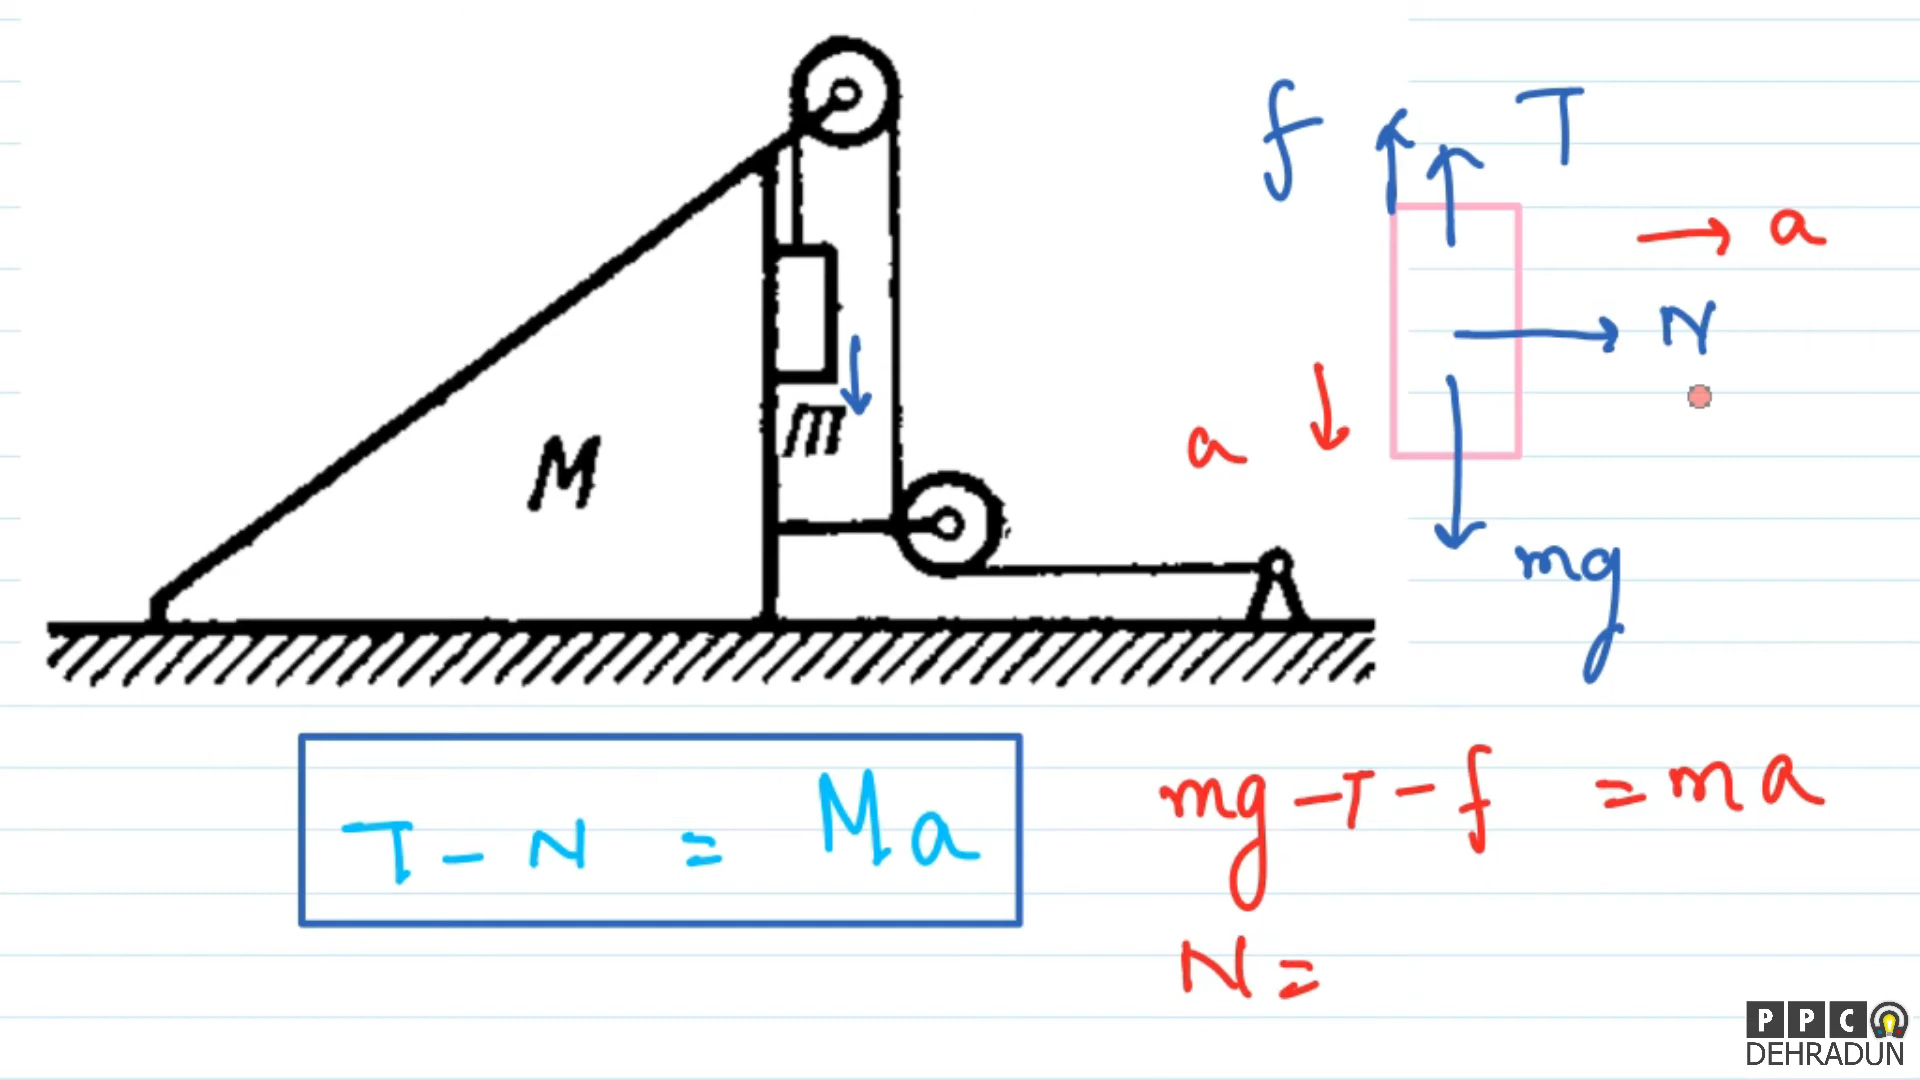 f
T
a
N
a
M
m
mg
T - N = Ma
mg - T - f = ma
N =
PPC
DEHRADUN